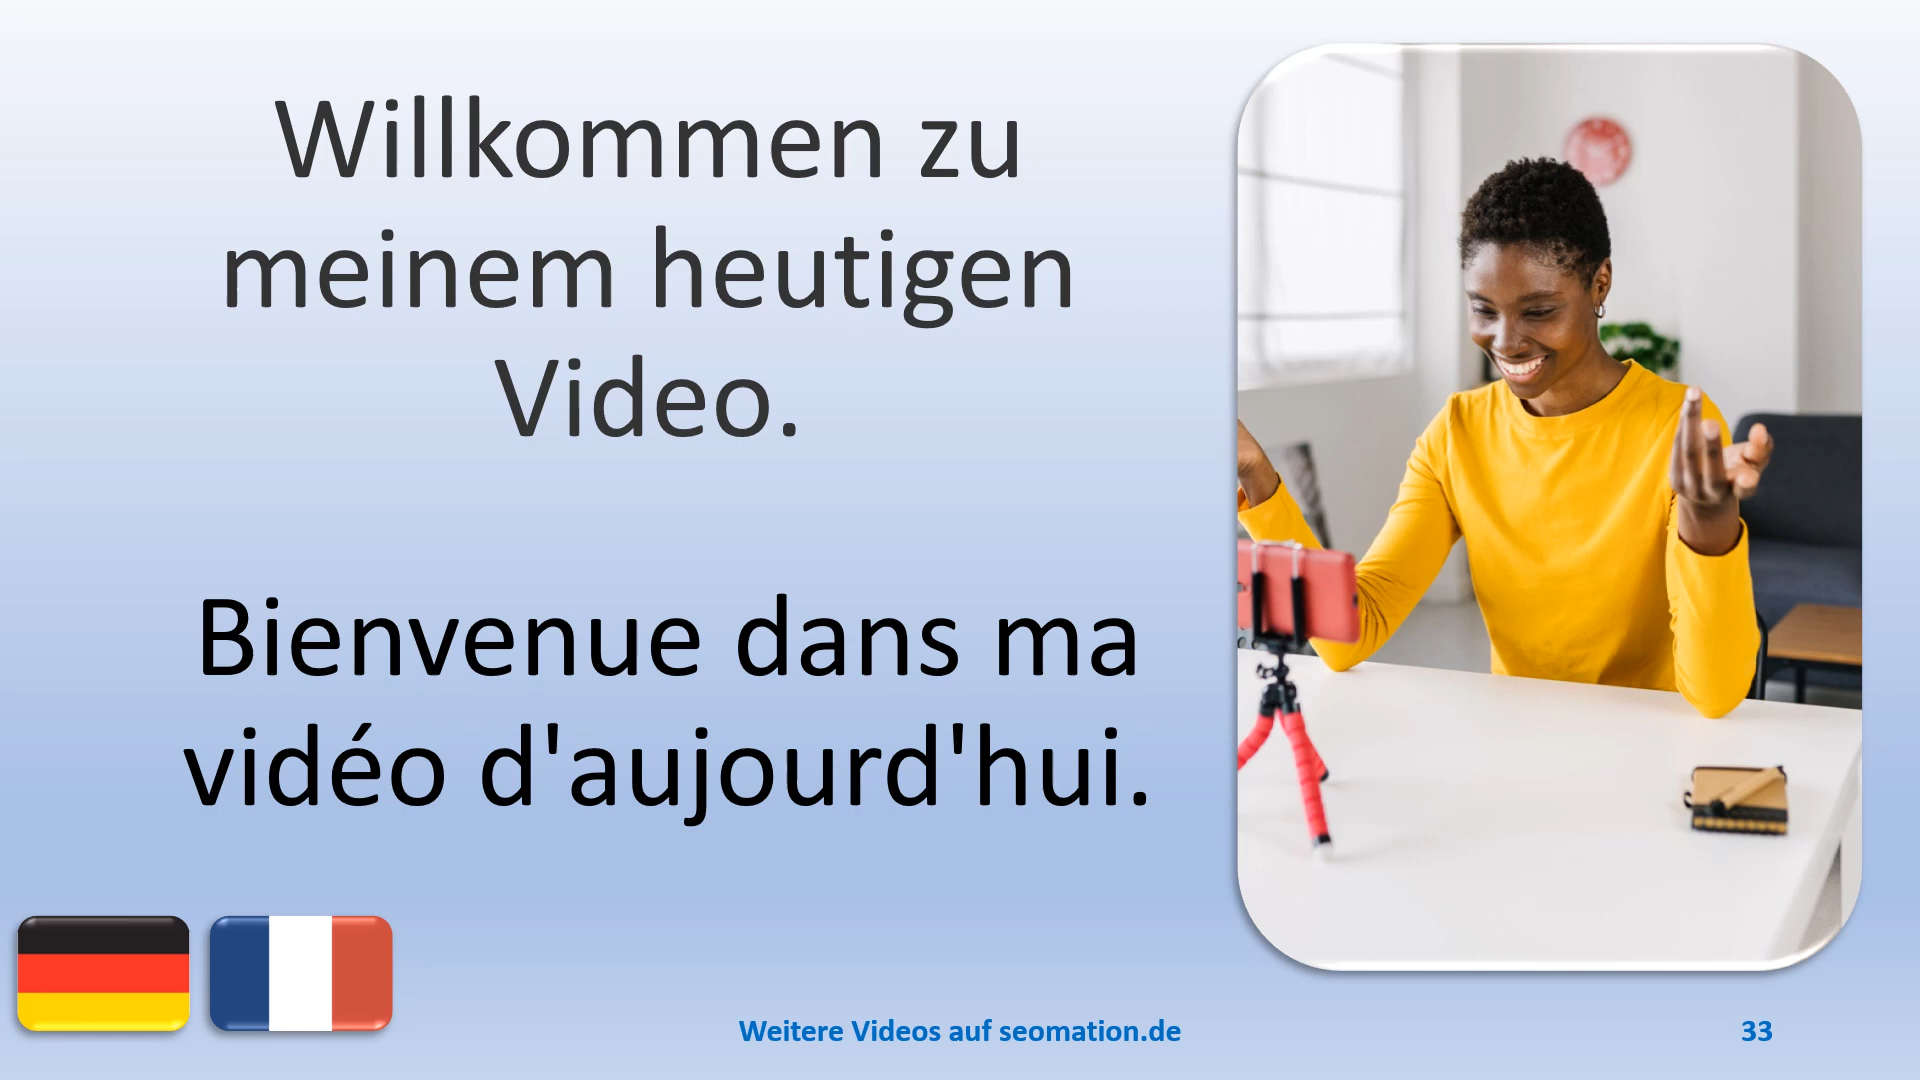 Willkommen zu
meinem heutigen
Video.
Bienvenue dans ma
vidéo d'aujourd'hui.
Weitere Videos auf seomation.de
33